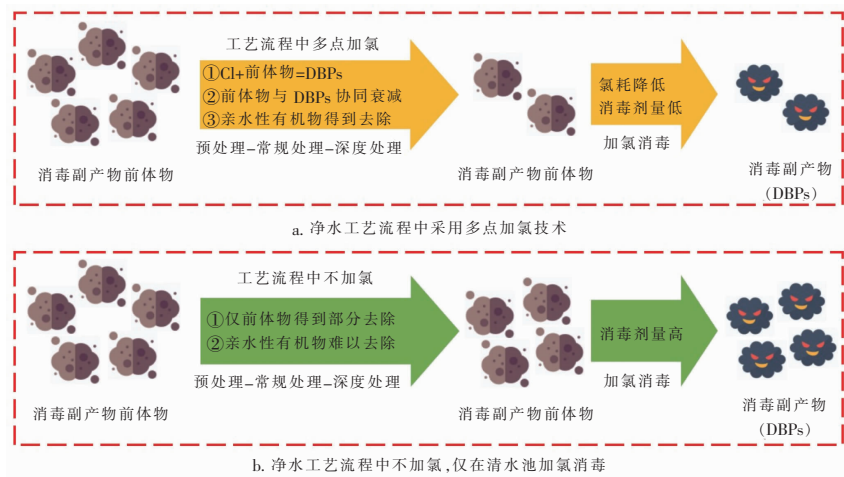 工艺流程中多点加氯
①Cl+前体物=DBPs
②前体物与 DBPs 协同衰减
③亲水性有机物得到去除
预处理-常规处理-深度处理
消毒副产物前体物
消毒副产物前体物
氯耗降低
消毒剂量低
加氯消毒
消毒副产物
(DBPs)
a. 净水工艺流程中采用多点加氯技术
工艺流程中不加氯
①仅前体物得到部分去除
②亲水性有机物难以去除
预处理-常规处理-深度处理
消毒副产物前体物
消毒副产物前体物
消毒剂量高
加氯消毒
消毒副产物
(DBPs)
b. 净水工艺流程中不加氯,仅在清水池加氯消毒